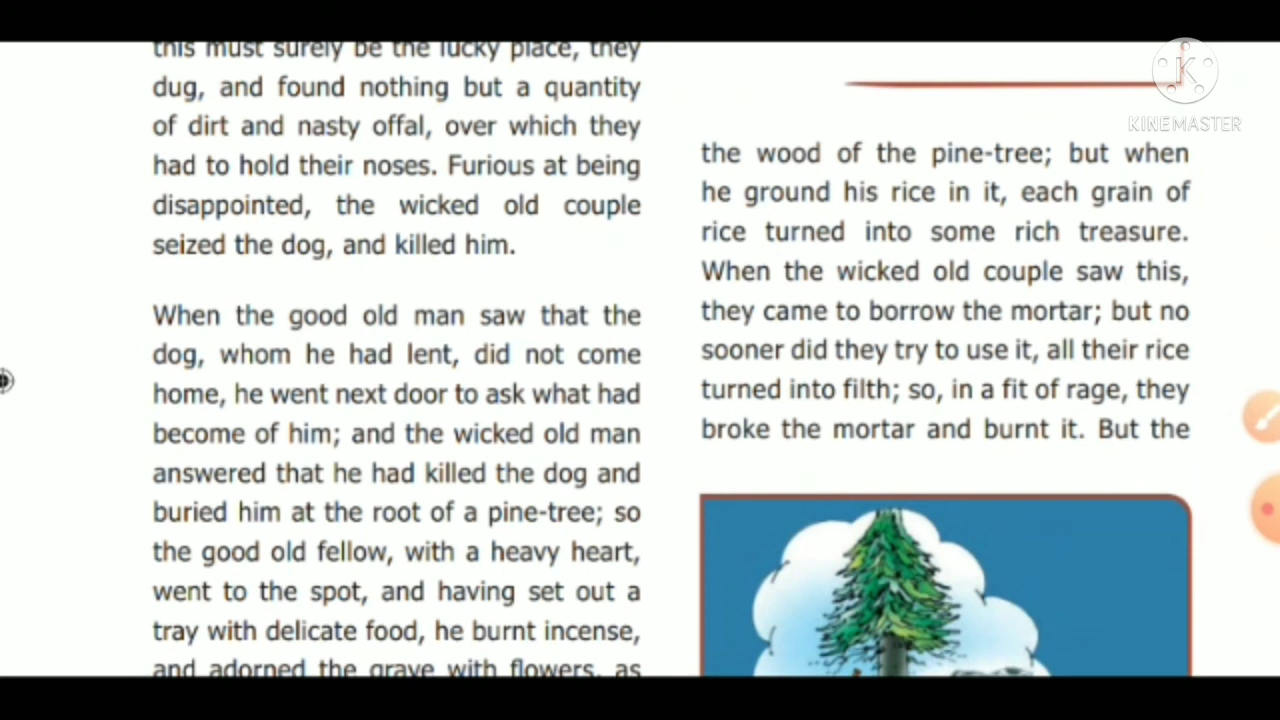 this must surely be the lucky place, they
dug, and found nothing but a quantity
of dirt and nasty offal, over which they
had to hold their noses. Furious at being
disappointed, the wicked old couple
seized the dog, and killed him.
When the good old man saw that the
dog, whom he had lent, did not come
home, he went next door to ask what had
become of him; and the wicked old man
answered that he had killed the dog and
buried him at the root of a pine-tree; so
the good old fellow, with a heavy heart,
went to the spot, and having set out a
tray with delicate food, he burnt incense,
and adorned the grave with flowers, as
the wood of the pine-tree; but when
he ground his rice in it, each grain of
rice turned into some rich treasure.
When the wicked old couple saw this,
they came to borrow the mortar; but no
sooner did they try to use it, all their rice
turned into filth; so, in a fit of rage, they
broke the mortar and burnt it. But the
K
KINEMASTER